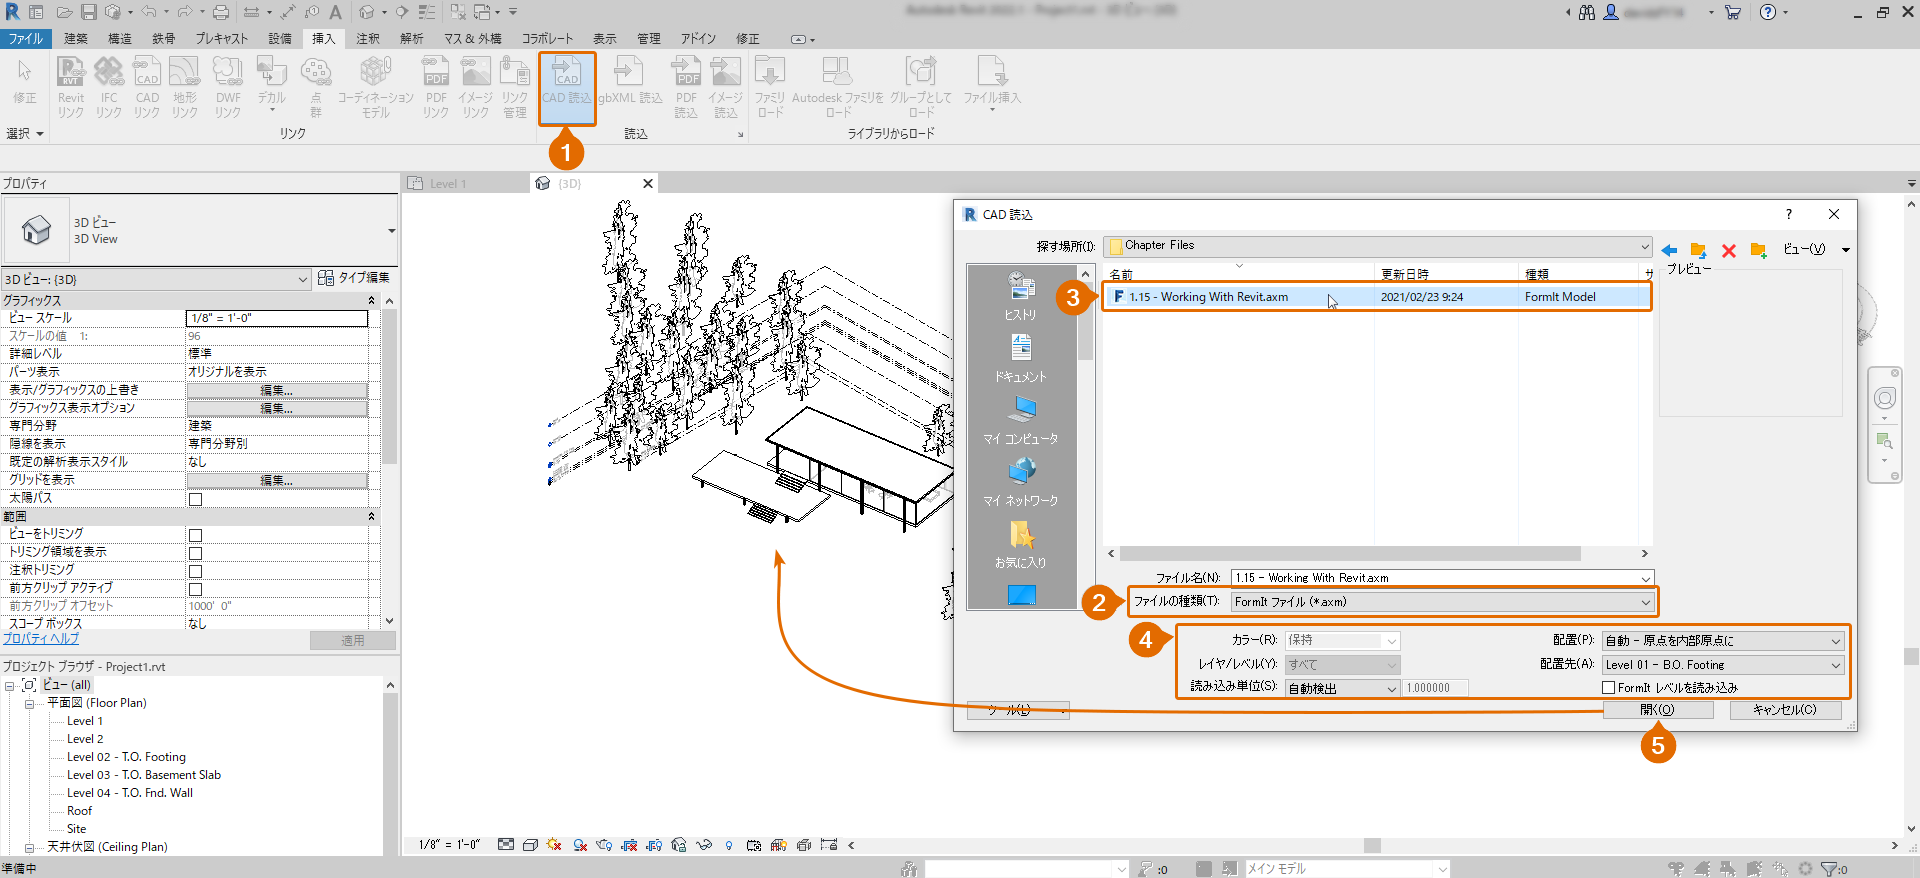 ファイル 建築 構造 鉄骨 プレキャスト 設備 挿入 注釈 解析 マス & 外構 コラボレート 表示 管理 アドイン 修正
修正
Revit リンク
IFC リンク
CAD リンク
地形 リンク
DWF リンク
デカル
点 群
コーディネーション モデル
PDF リンク
イメージ リンク
リンク 管理
CAD 読込
gbXML 読込
PDF 読込
イメージ 読込
ファミリ ロード
Autodesk ファミリを ロード
グループとして ロード
ファイル挿入
選択 リンク 読込 ライブラリからロード
1
プロパティ
Level 1
{3D}
3D ビュー
3D View
3D ビュー: {3D} タイプ編集
グラフィックス
ビュー スケール 1/8" = 1'-0"
スケールの値 1: 96
詳細レベル 標準
パーツ表示 オリジナルを表示
表示/グラフィックスの上書き 編集...
グラフィックス表示オプション 編集...
専門分野 建築
隠線を表示 専門分野別
既定の解析表示スタイル なし
グリッドを表示 編集...
太陽パス
範囲
ビューをトリミング
トリミング領域を表示
注釈トリミング
前方クリップ アクティブ
前方クリップ オフセット 1000' 0"
スコープ ボックス なし
プロパティ ヘルプ 適用
プロジェクト ブラウザ - Project1.rvt
ビュー (all)
平面図 (Floor Plan)
Level 1
Level 2
Level 02 - T.O. Footing
Level 03 - T.O. Basement Slab
Level 04 - T.O. Fnd. Wall
Roof
Site
天井伏図 (Ceiling Plan)
準備中
CAD 読込
?
探す場所(I): Chapter Files
ビュー(V)
プレビュー
名前 更新日時 種類 サ
3
1.15 - Working With Revit.axm 2021/02/23 9:24 FormIt Model
ヒストリ
ドキュメント
マイ コンピュータ
マイ ネットワーク
お気に入り
ファイル名(N): 1.15 - Working With Revit.axm
2
ファイルの種類(T): FormIt ファイル (*.axm)
4
カラー(R): 保持
配置(P): 自動 - 原点を内部原点に
レイヤ/レベル(Y): すべて
配置先(A): Level 01 - B.O. Footing
読み込み単位(S): 自動検出 1.000000
FormIt レベルを読み込み
ツール(L) 開く(O) キャンセル(C)
5
1/8" = 1'-0"
:0 メイン モデル :0